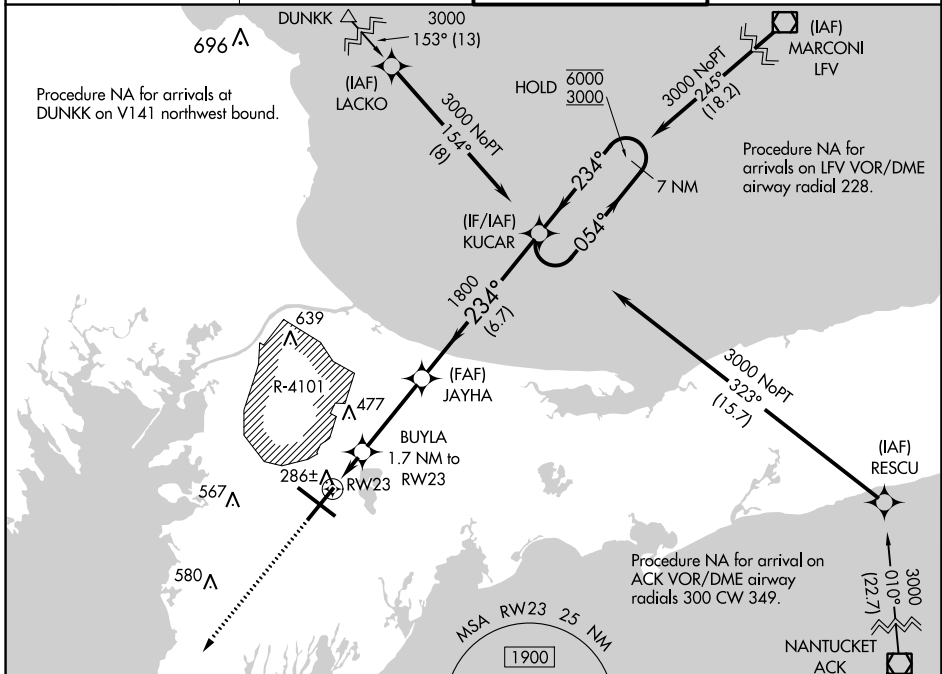 DUNKK
3000
153° (13)
696
(IAF)
LACKO
(IAF)
MARCONI
LFV
Procedure NA for arrivals at
DUNKK on V141 northwest bound.
HOLD
6000
3000
3000 NoPT
245°
(18.2)
3000 NoPT
154°
(8)
Procedure NA for
arrivals on LFV VOR/DME
airway radial 228.
234°
7 NM
054°
(IF/IAF)
KUCAR
1800
234°
(6.7)
639
R-4101
(FAF)
JAYHA
3000 NoPT
323°
(15.7)
477
BUYLA
1.7 NM to
RW23
286±
RW23
567
(IAF)
RESCU
580
Procedure NA for arrival on
ACK VOR/DME airway
radials 300 CW 349.
3000
010°
(22.7)
MSA RW23 25 NM
1900
NANTUCKET
ACK